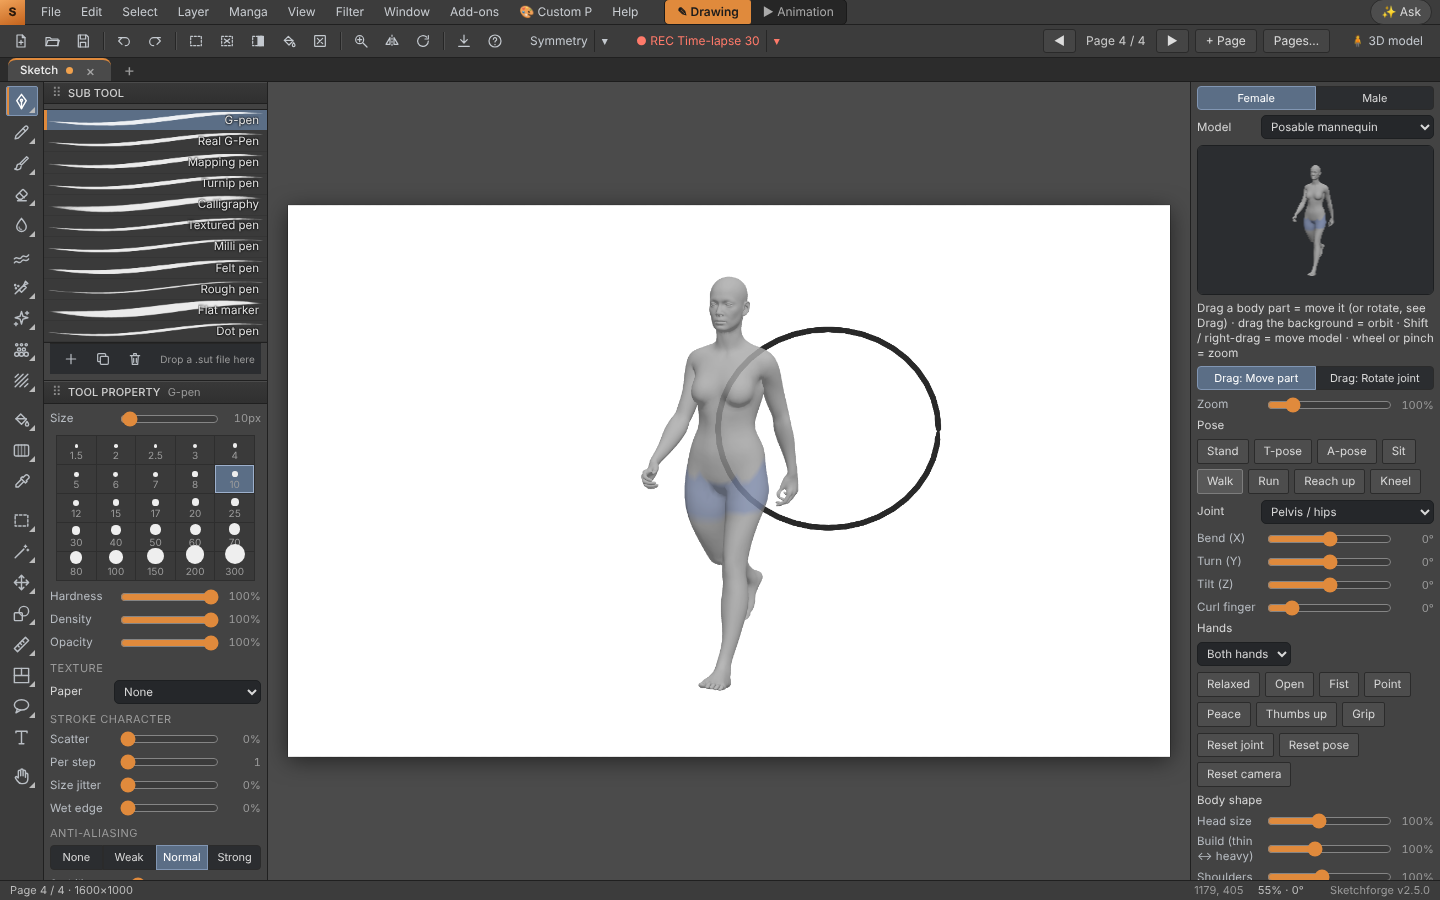 S File Edit Select Layer Manga View Filter Window Add-ons 🎨 Custom P Help ✎ Drawing ▶ Animation ✨ Ask
Symmetry ▼ REC Time-lapse 30 ▼ ◀ Page 4 / 4 ▶ + Page Pages... 3D model
Sketch × +
SUB TOOL
G-pen
Real G-Pen
Mapping pen
Turnip pen
Calligraphy
Textured pen
Milli pen
Felt pen
Rough pen
Flat marker
Dot pen
Drop a .sut file here
TOOL PROPERTY G-pen
Size 10px
1.5 2 2.5 3 4
5 6 7 8 10
12 15 17 20 25
30 40 50 60 70
80 100 150 200 300
Hardness 100%
Density 100%
Opacity 100%
TEXTURE
Paper None
STROKE CHARACTER
Scatter 0%
Per step 1
Size jitter 0%
Wet edge 0%
ANTI-ALIASING
None Weak Normal Strong
Female Male
Model Posable mannequin
Drag a body part = move it (or rotate, see
Drag) · drag the background = orbit · Shift
/ right-drag = move model · wheel or pinch
= zoom
Drag: Move part Drag: Rotate joint
Zoom 100%
Pose
Stand T-pose A-pose Sit
Walk Run Reach up Kneel
Joint Pelvis / hips
Bend (X) 0°
Turn (Y) 0°
Tilt (Z) 0°
Curl finger 0°
Hands
Both hands
Relaxed Open Fist Point
Peace Thumbs up Grip
Reset joint Reset pose
Reset camera
Body shape
Head size 100%
Build (thin
↔ heavy) 100%
Shoulders 100%
Page 4 / 4 · 1600×1000
1179, 405 55% · 0° Sketchforge v2.5.0